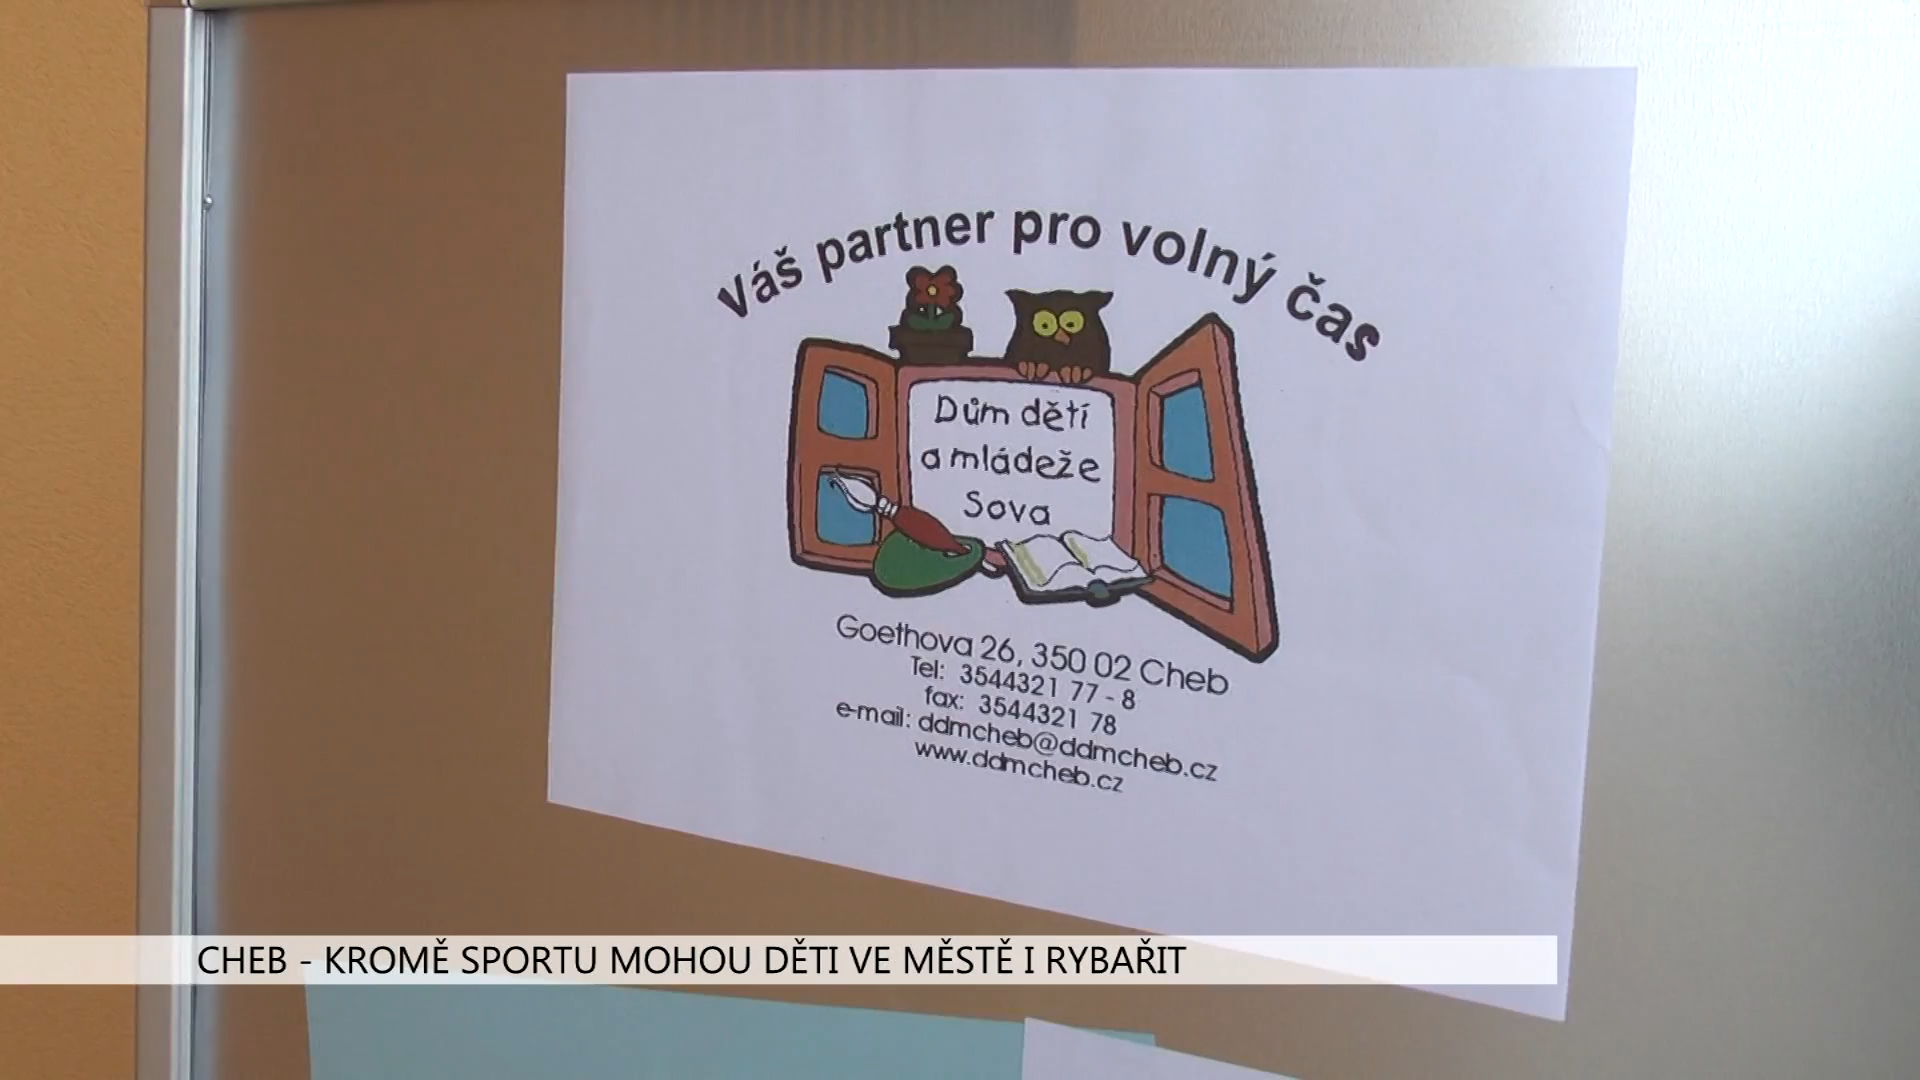 Váš partner pro volný čas
Dům dětí
a mládeže
Sova
Goethova 26, 350 02 Cheb
Tel: 3544321 77 - 8
fax: 3544321 78
e-mail: ddmcheb@ddmcheb.cz
www.ddmcheb.cz
CHEB - KROMĚ SPORTU MOHOU DĚTI VE MĚSTĚ I RYBAŘIT